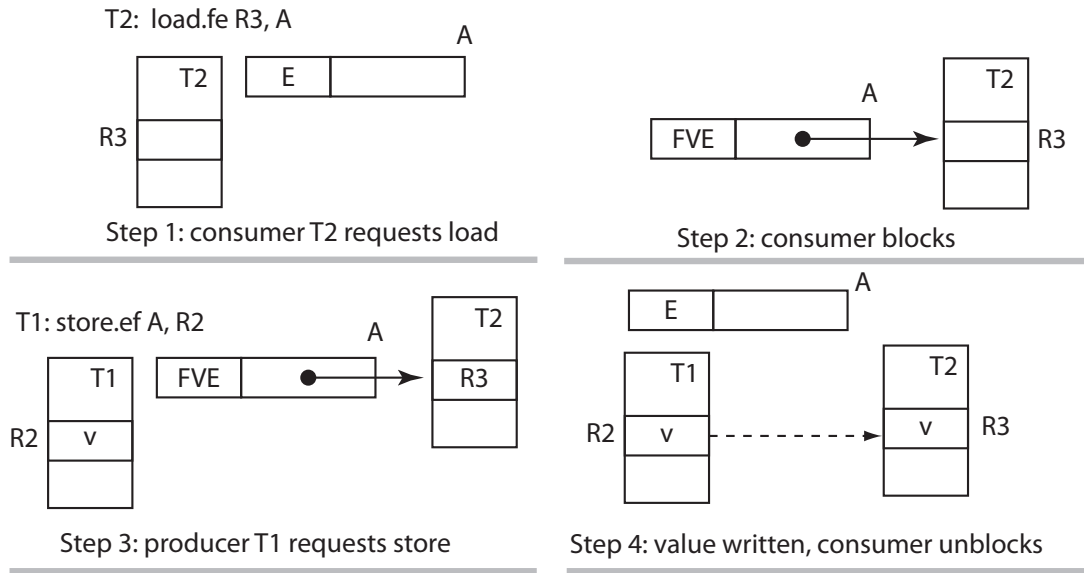 T2: load.fe R3, A
A
T2
E
R3
Step 1: consumer T2 requests load
A
T2
FVE
R3
Step 2: consumer blocks
T1: store.ef A, R2
A
T2
T1
FVE
R3
R2
v
Step 3: producer T1 requests store
A
E
T1
T2
R2
v
v
R3
Step 4: value written, consumer unblocks